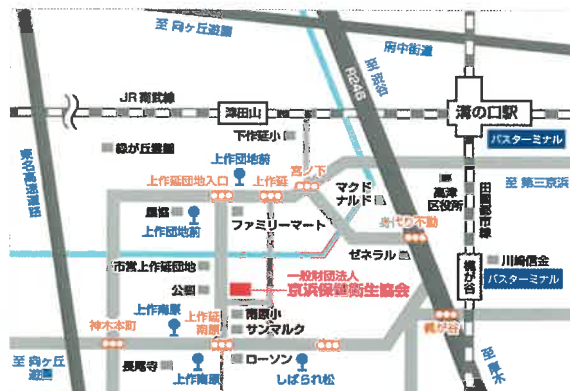 至 向ヶ丘遊園
府中街道
至 渋谷
R246
JR南武線
津田山
溝の口駅
バスターミナル
下作延小
緑が丘霊園
東名高速道路
上作団地前
宮ノ下
上作延団地入口
上作延
マクド
ナルド
高津
区役所
田園都市線
至 第三京浜
上作団地前
ファミリーマート
身代り不動
ゼネラル
川崎信金
梶が谷
バスターミナル
市営上作延団地
一般財団法人
京浜保健衛生協会
公園
南原小
サンマルク
上作延
南原
上作南原
神木本町
梶が谷
至 厚木
至 向ヶ丘
遊園
長尾寺
上作南原
ローソン
しばられ松